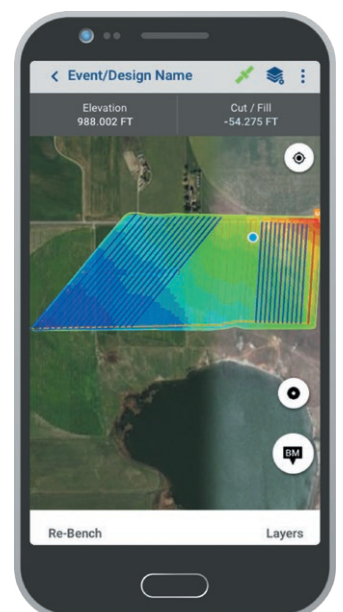 Event/Design Name
Elevation
Cut / Fill
988.002 FT
-54.275 FT
BM
Re-Bench
Layers